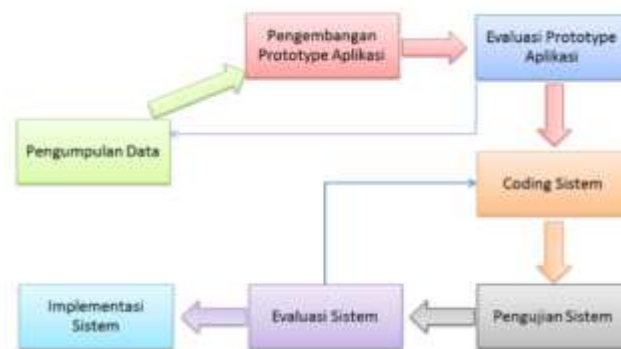 Pengembangan
Prototype Aplikasi
Evaluasi Prototype
Aplikasi
Pengumpulan Data
Coding Sistem
Implementasi
Sistem
Evaluasi Sistem
Pengujian Sistem